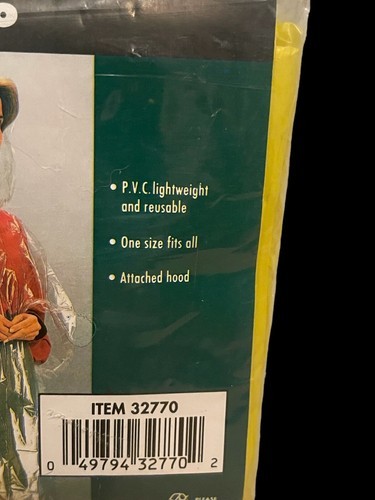 • P.V.C. lightweight
and reusable
• One size fits all
• Attached hood
ITEM 32770
0 49794 32770 2